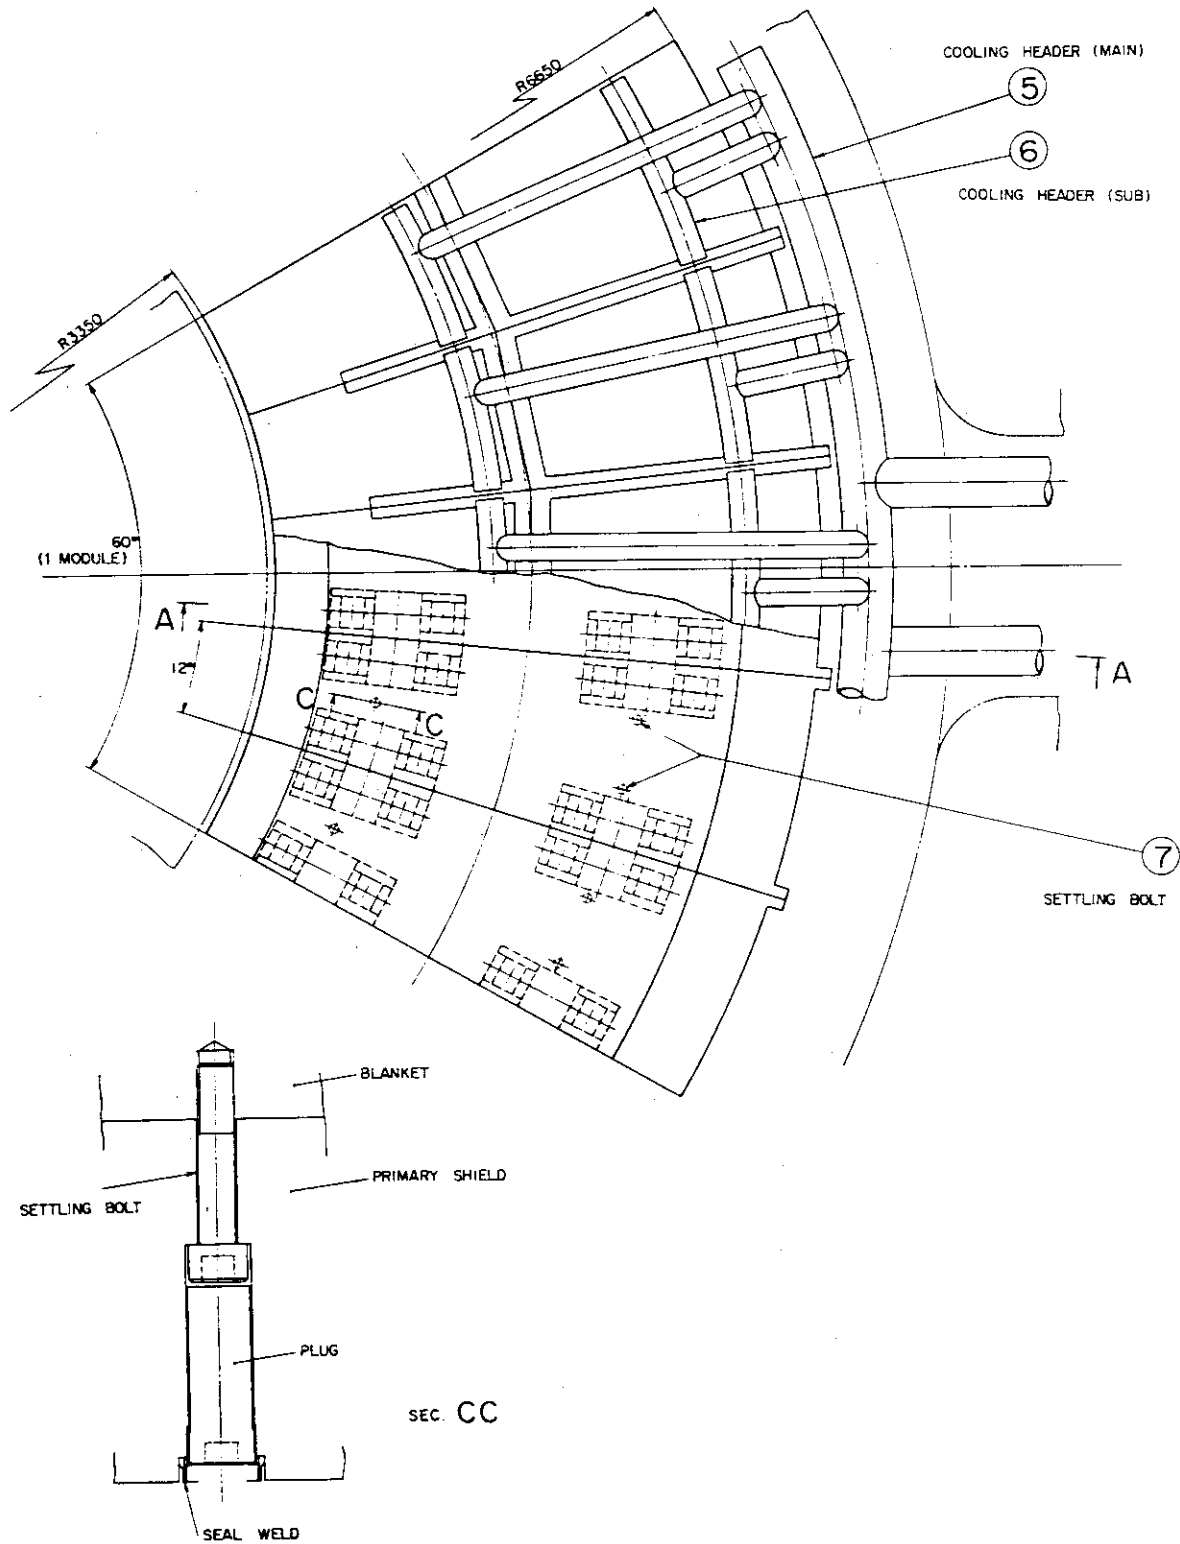 COOLING HEADER (MAIN)
5
R6650
6
COOLING HEADER (SUB)
R3350
60°
(1 MODULE)
A
12°
A
C
C
7
SETTLING BOLT
BLANKET
PRIMARY SHIELD
SETTLING BOLT
PLUG
SEC. CC
SEAL WELD